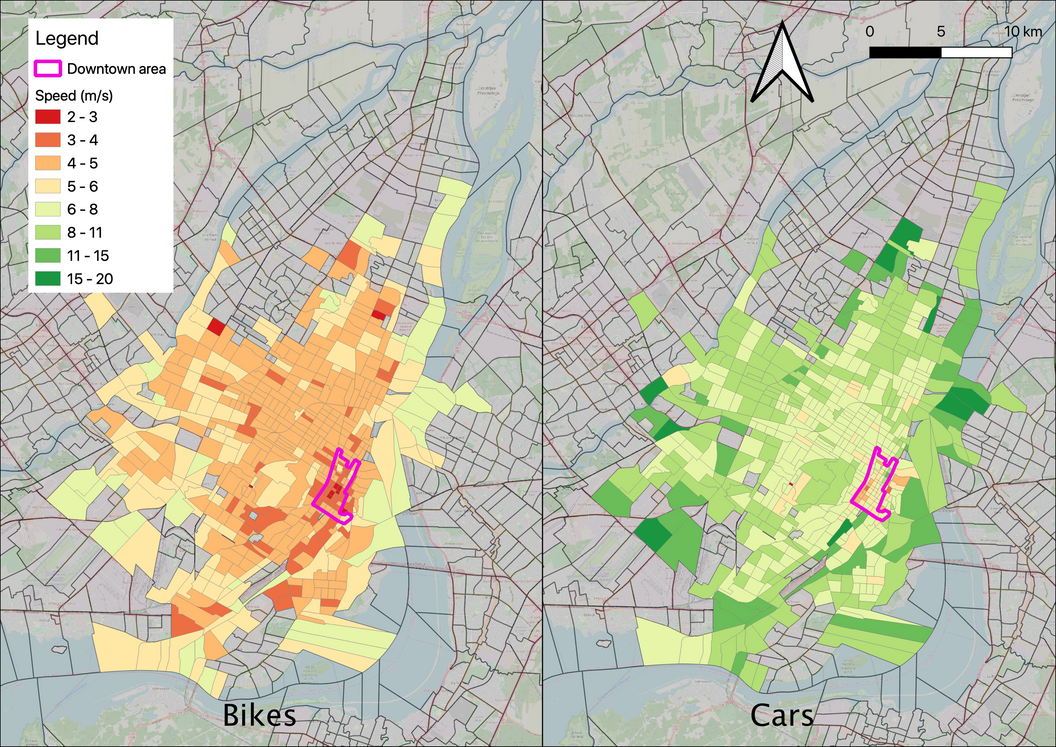 Legend
Downtown area
Speed (m/s)
2 - 3
3 - 4
4 - 5
5 - 6
6 - 8
8 - 11
11 - 15
15 - 20
0 5 10 km
Bikes
Cars